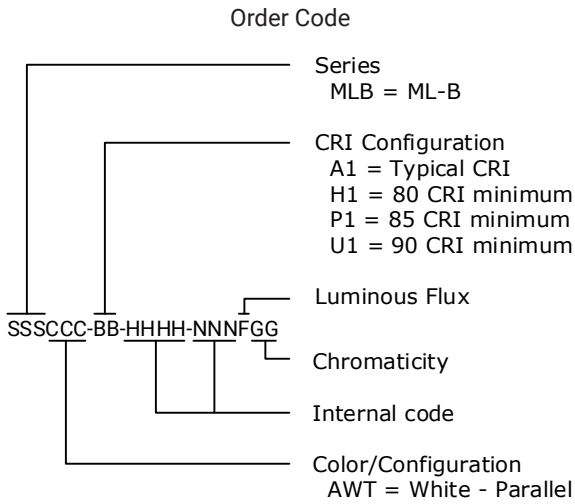 Order Code
Series
MLB = ML-B
CRI Configuration
A1 = Typical CRI
H1 = 80 CRI minimum
P1 = 85 CRI minimum
U1 = 90 CRI minimum
Luminous Flux
SSSCCC-BB-HHHH-NNNFGG
Chromaticity
Internal code
Color/Configuration
AWT = White - Parallel